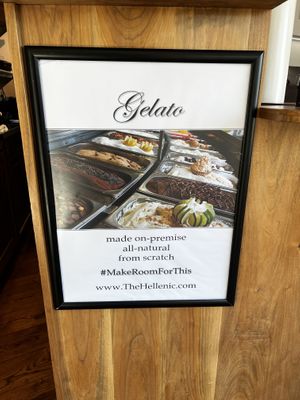 Gelato
made on-premise
all-natural
from scratch
#MakeRoomForThis
www.TheHellenic.com